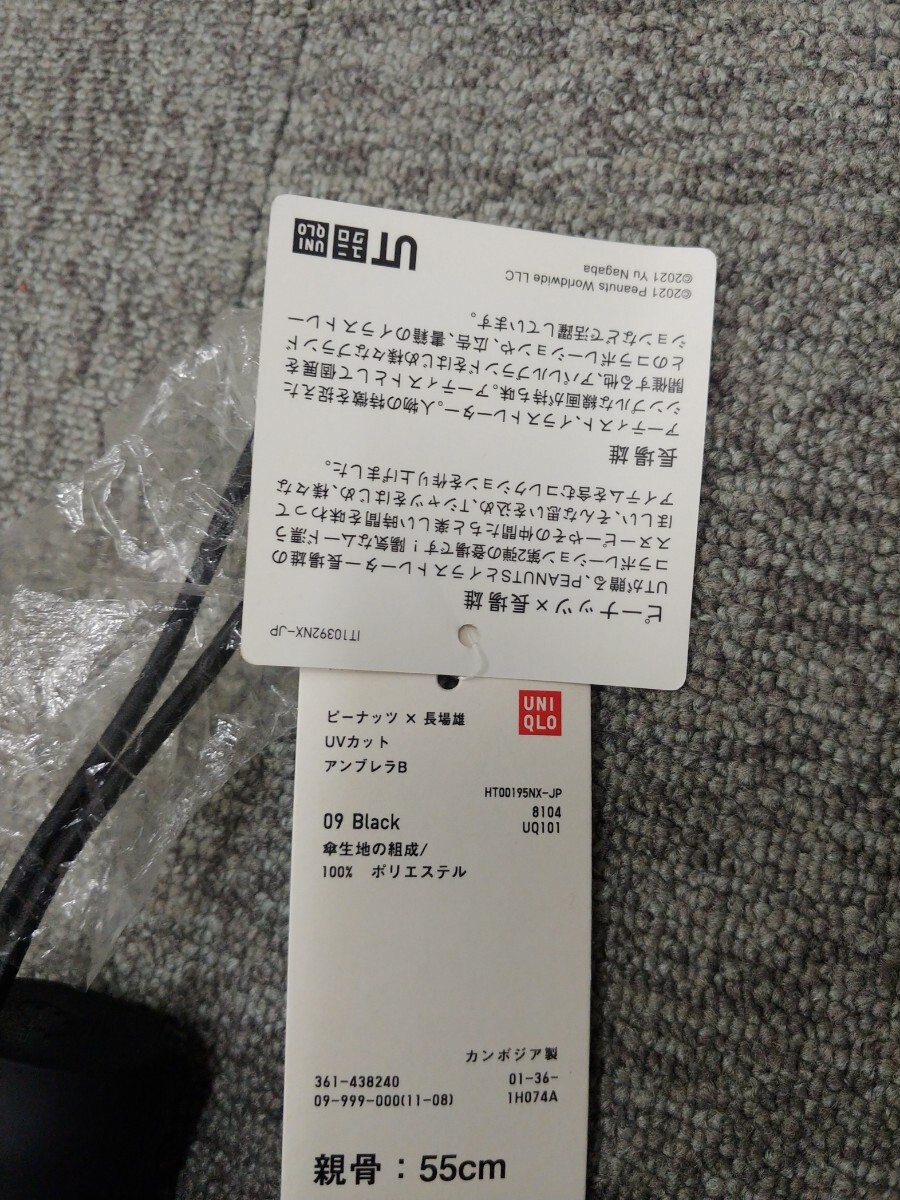 IT10392NX-JP
ピーナッツ×長場雄
UTが贈る、PEANUTSとイラストレーター長場雄の
コラボレーション第2弾の登場です！陽気なムード漂う
スヌーピーやその仲間たちと楽しい時間を味わって
ほしい、そんな思いを込め、Tシャツをはじめ、様々な
アイテムを含むコレクションを作り上げました。
長場雄
アーティスト、イラストレーター。人物の特徴を捉えた
シンプルな線画が持ち味。アーティストとして個展を
開催する他、アパレルブランドをはじめ様々なブランド
とのコラボレーションや、広告、書籍のイラストレー
ションなどで活躍しています。
©2021 Peanuts Worldwide LLC
©2021 Yu Nagaba
UT ユニクロ UNIQLO
UNIQLO
ピーナッツ × 長場雄
UVカット
アンブレラB
HT00195NX-JP
8104
UQ101
09 Black
傘生地の組成/
100% ポリエステル
カンボジア製
361-438240 01-36-
09-999-000(11-08) 1H074A
親骨：55cm